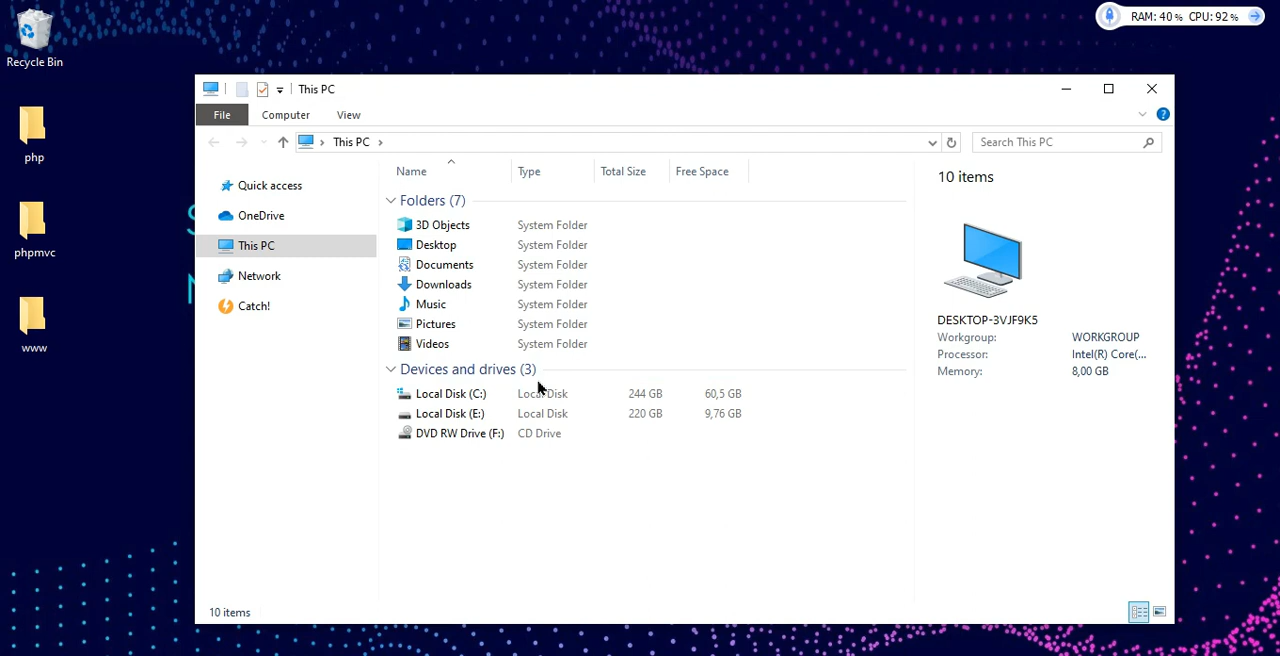 RAM: 40 % CPU: 92 %
Recycle Bin
This PC
File Computer View
php
This PC
Search This PC
Name Type Total Size Free Space
10 items
Quick access
Folders (7)
OneDrive
3D Objects System Folder
This PC
Desktop System Folder
phpmvc
Documents System Folder
Network
Downloads System Folder
Catch!
Music System Folder
DESKTOP-3VJF9K5
Pictures System Folder
Workgroup: WORKGROUP
www
Videos System Folder
Processor: Intel(R) Core(...
Devices and drives (3)
Memory: 8,00 GB
Local Disk (C:) Local Disk 244 GB 60,5 GB
Local Disk (E:) Local Disk 220 GB 9,76 GB
DVD RW Drive (F:) CD Drive
10 items